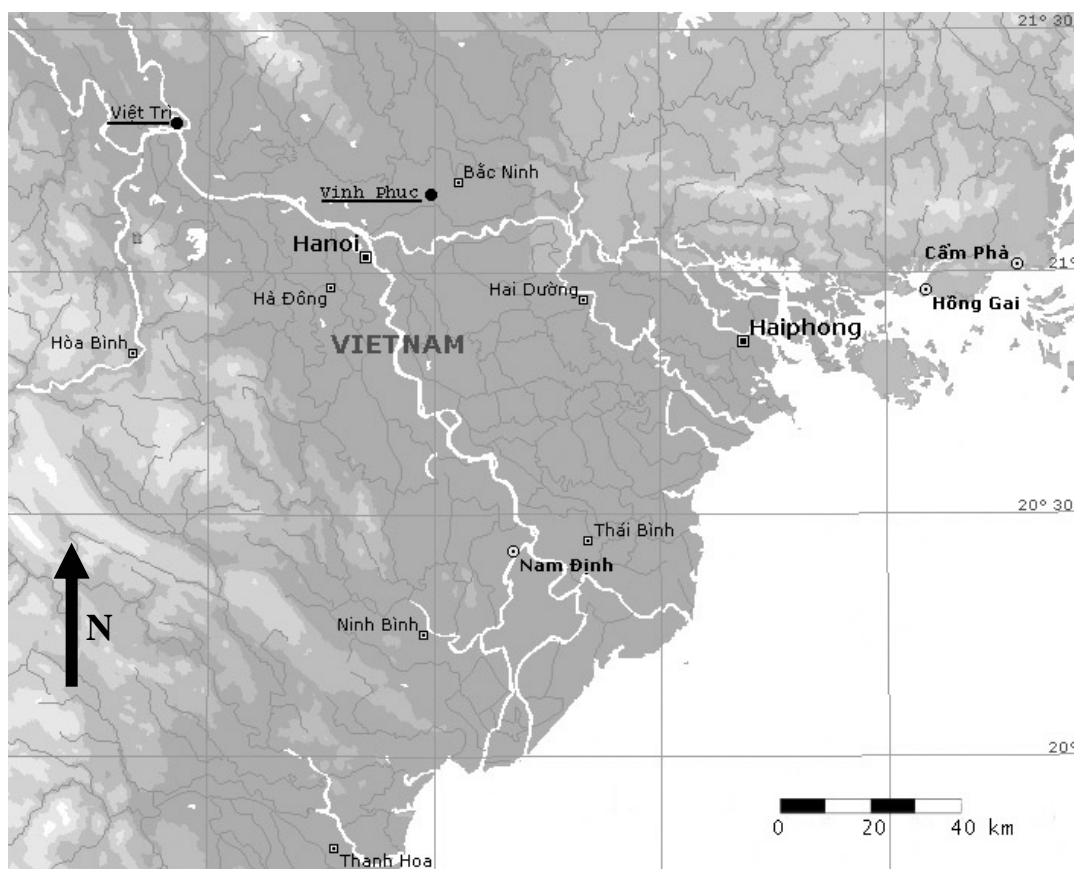 21° 30
Việt Trì
Bắc Ninh
Vinh Phuc
Hanoi
Cẩm Phả
21°
Hà Đông
Hai Dường
Hồng Gai
Haiphong
VIETNAM
Hòa Bình
20° 30
Thái Bình
Nam Định
N
Ninh Bình
20°
0 20 40 km
Thanh Hoa